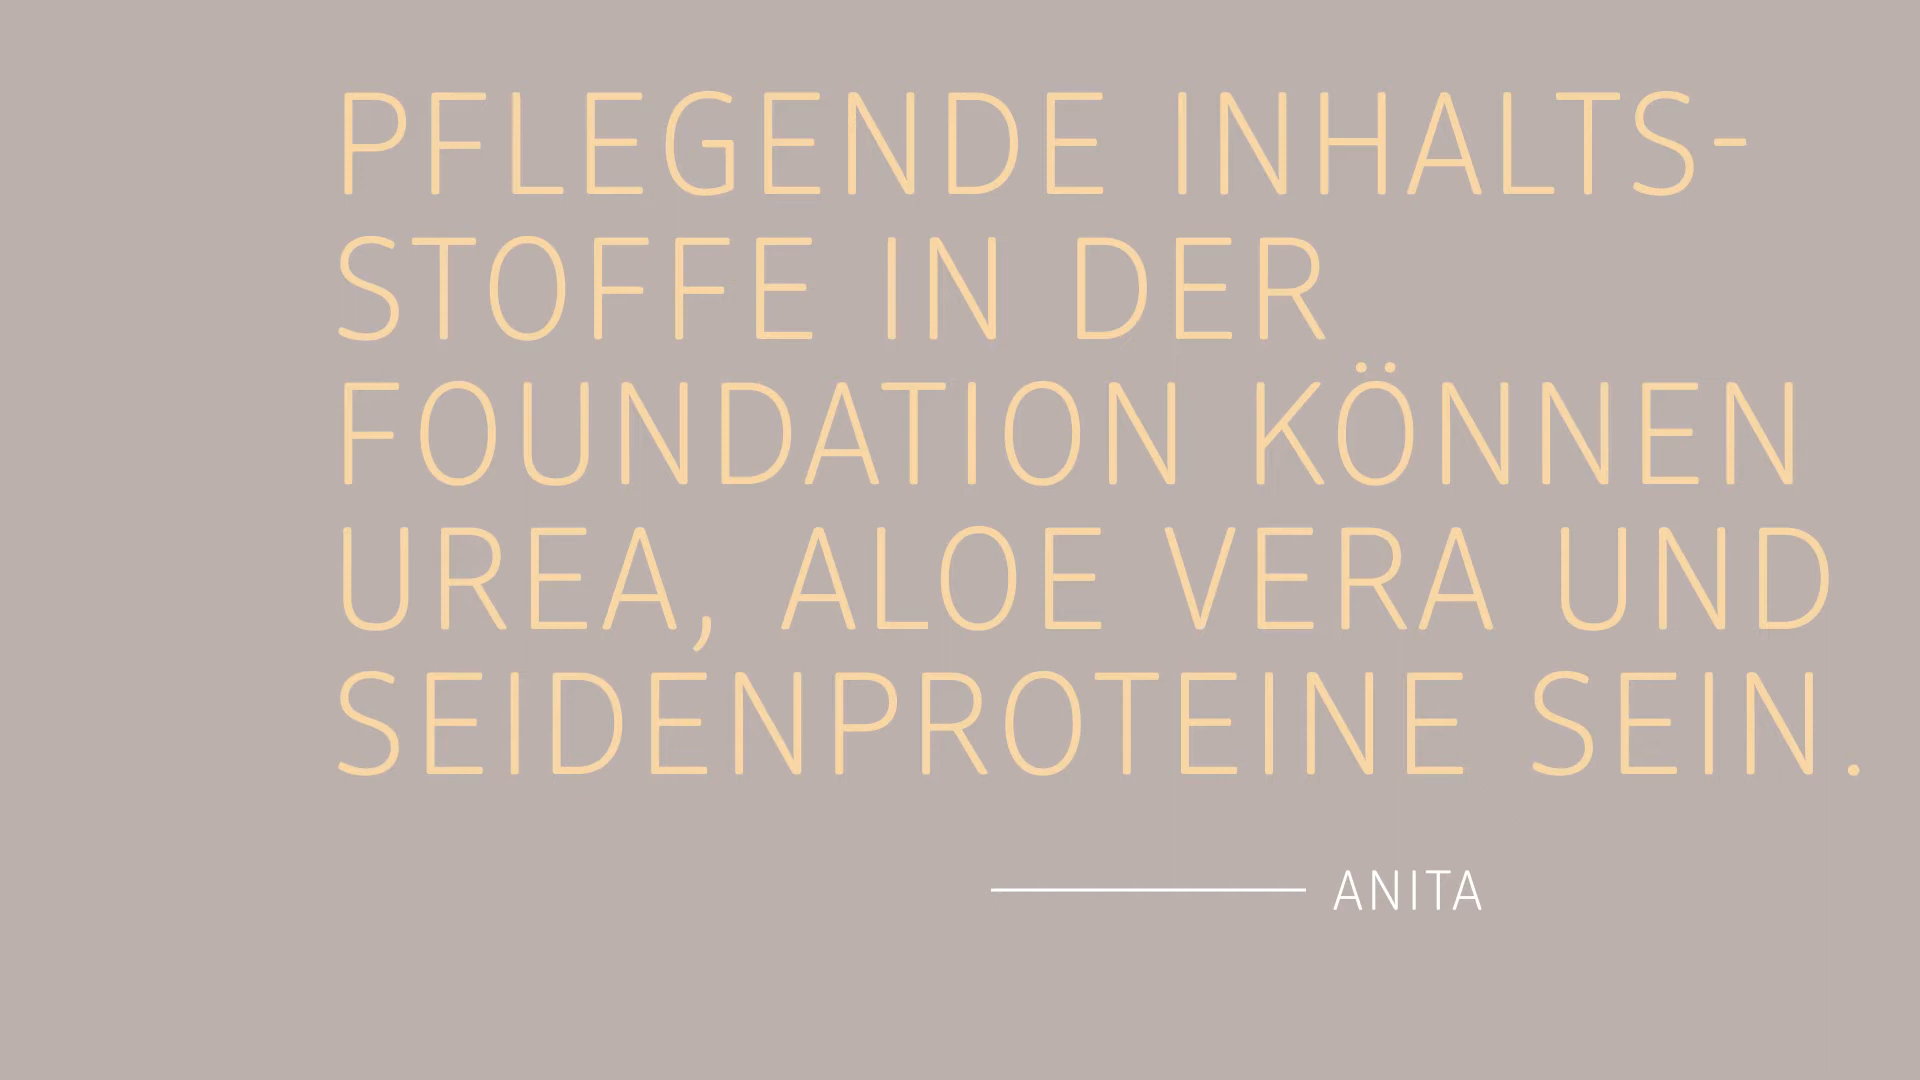 PFLEGENDE INHALTS-
STOFFE IN DER
FOUNDATION KÖNNEN
UREA, ALOE VERA UND
SEIDENPROTEINE SEIN.
ANITA